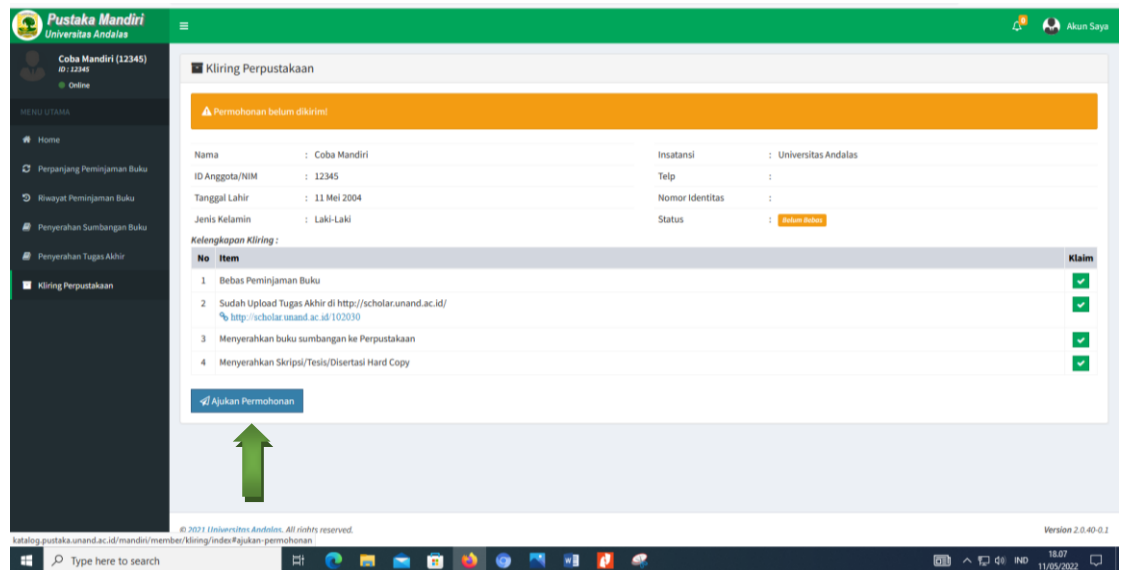 Pustaka Mandiri
Universitas Andalas
Akun Saya
Coba Mandiri (12345)
ID : 12345
Online
MENU UTAMA
Home
Perpanjang Peminjaman Buku
Riwayat Peminjaman Buku
Penyerahan Sumbangan Buku
Penyerahan Tugas Akhir
Kliring Perpustakaan
Kliring Perpustakaan
Permohonan belum dikirim!
Nama : Coba Mandiri Insatansi : Universitas Andalas
ID Anggota/NIM : 12345 Telp :
Tanggal Lahir : 11 Mei 2004 Nomor Identitas :
Jenis Kelamin : Laki-Laki Status : Belum Bebas
Kelengkapan Kliring :
No Item Klaim
1 Bebas Peminjaman Buku
2 Sudah Upload Tugas Akhir di http://scholar.unand.ac.id/
http://scholar.unand.ac.id/102030
3 Menyerahkan buku sumbangan ke Perpustakaan
4 Menyerahkan Skripsi/Tesis/Disertasi Hard Copy
Ajukan Permohonan
© 2021 Universitas Andalas. All rights reserved. Version 2.0.40-0.1
katalog.pustaka.unand.ac.id/mandiri/member/kliring/index#ajukan-permohonan
Type here to search
IND
18.07
11/05/2022